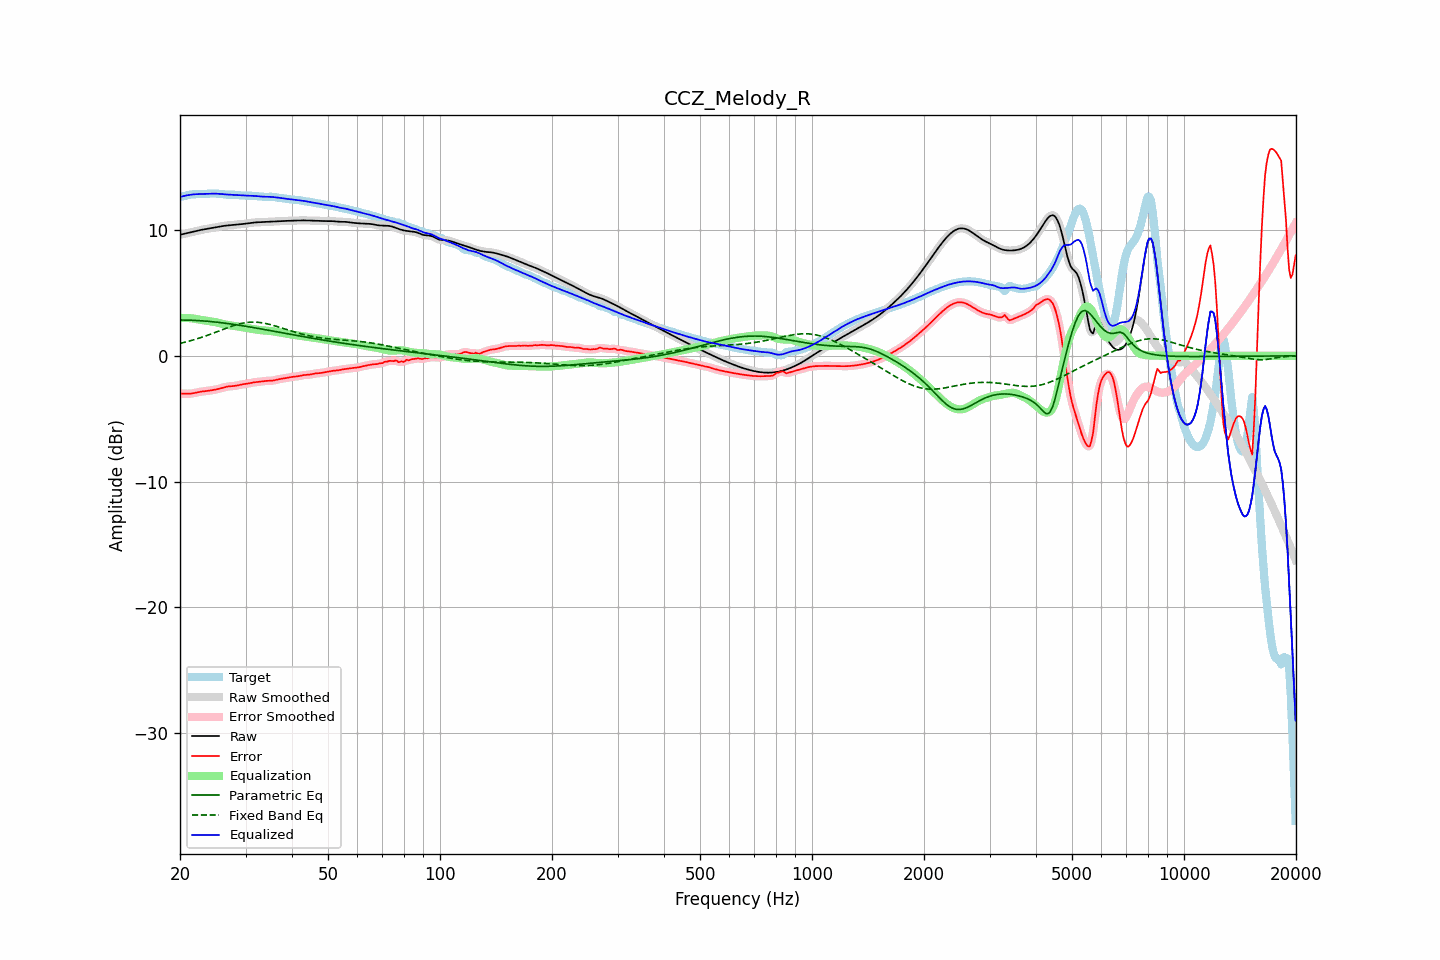 CCZ_Melody_R
Amplitude (dBr)
10
0
−10
−20
−30
Target
Raw Smoothed
Error Smoothed
Raw
Error
Equalization
Parametric Eq
Fixed Band Eq
Equalized
20 50 100 200 500 1000 2000 5000 10000 20000
Frequency (Hz)